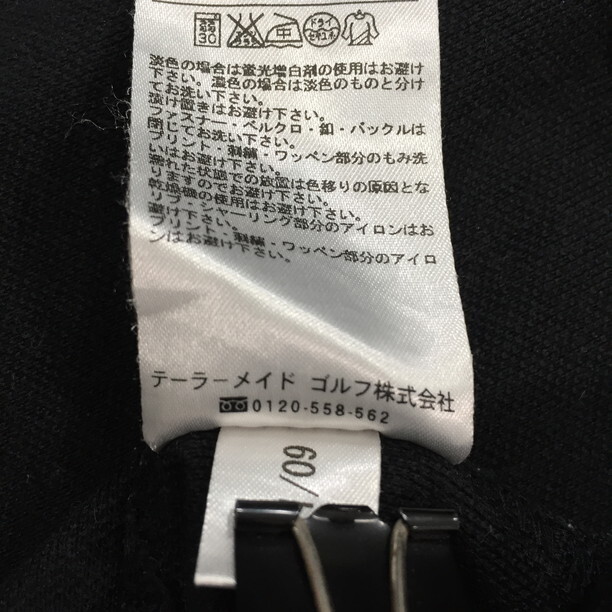 30
ドライ
セキユ系
淡色の場合は蛍光増白剤の使用はお避け
下さい。濃色の場合は淡色のものと分け
てお洗い下さい。
漬け置きはお避け下さい。
ファスナー・ベルクロ・釦・バックルは
閉じてお洗い下さい。
プリント・刺繍・ワッペン部分のもみ洗
いはお避け下さい。
濡れた状態での放置は色移りの原因とな
りますのでお避け下さい。
乾燥機の使用はお避け下さい。
リブ・シャーリング部分のアイロンはお
避け下さい。
プリント・刺繍・ワッペン部分のアイロ
ンはお避け下さい。
テーラーメイド ゴルフ株式会社
0120-558-562
60/